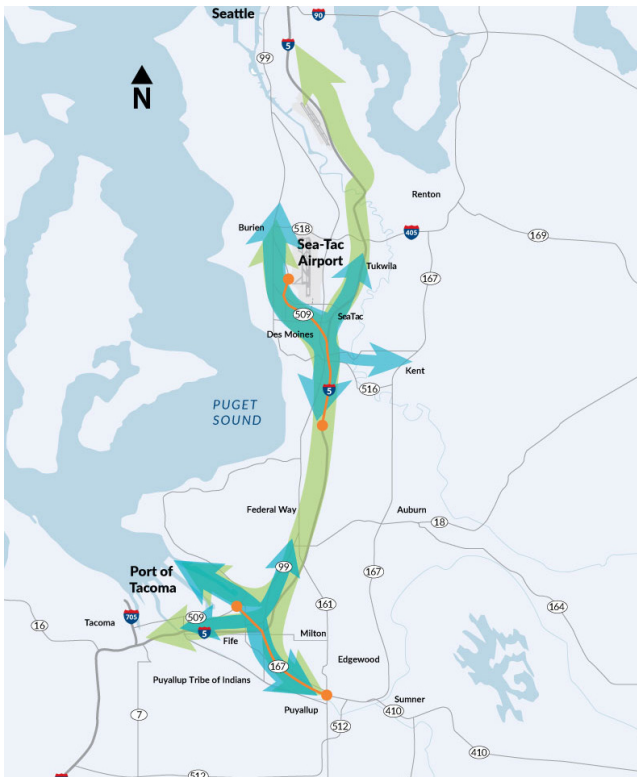 Seattle
90
5
99
N
Renton
Burien
518
405
169
Sea-Tac
Airport
Tukwila
167
509
SeaTac
Des Moines
Kent
5
516
PUGET
SOUND
Federal Way
Auburn
18
99
Port of
Tacoma
167
161
164
705
509
16
Tacoma
5
Fife
Milton
Edgewood
167
Puyallup Tribe of Indians
Sumner
7
Puyallup
512
410
410
512